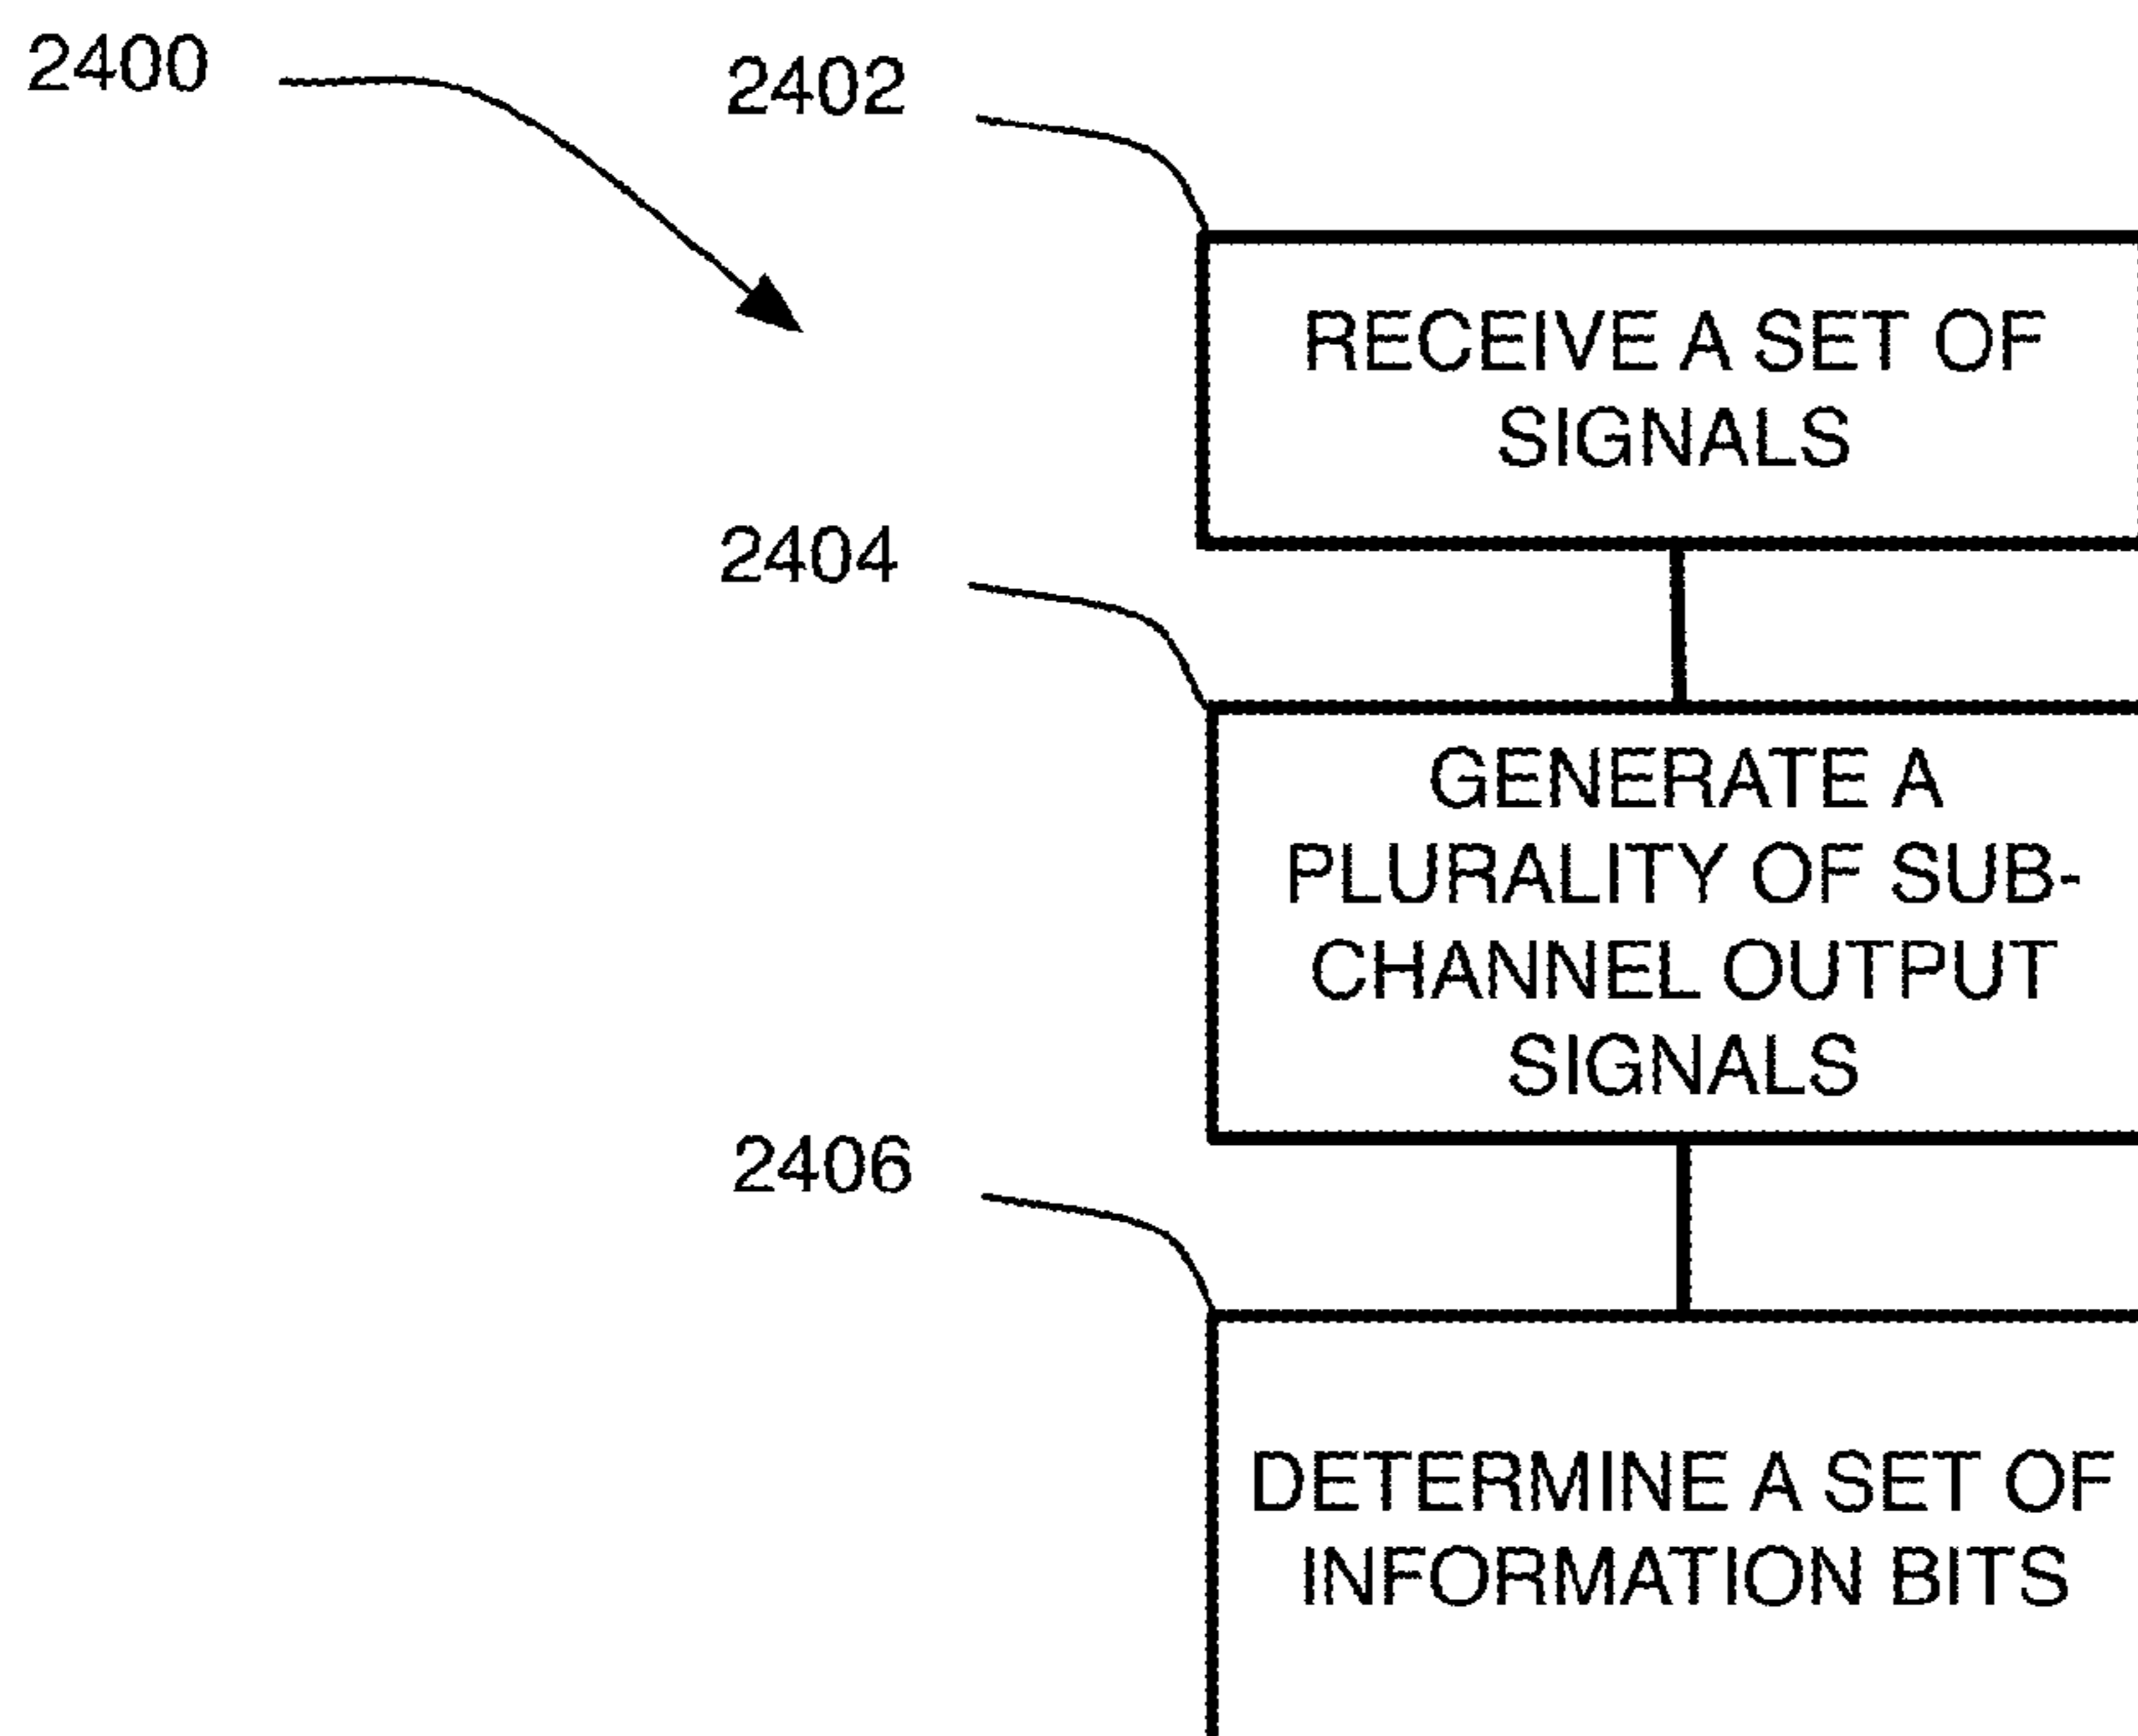 2400
2402
RECEIVE A SET OF
SIGNALS
2404
GENERATE A
PLURALITY OF SUB-
CHANNEL OUTPUT
SIGNALS
2406
DETERMINE A SET OF
INFORMATION BITS